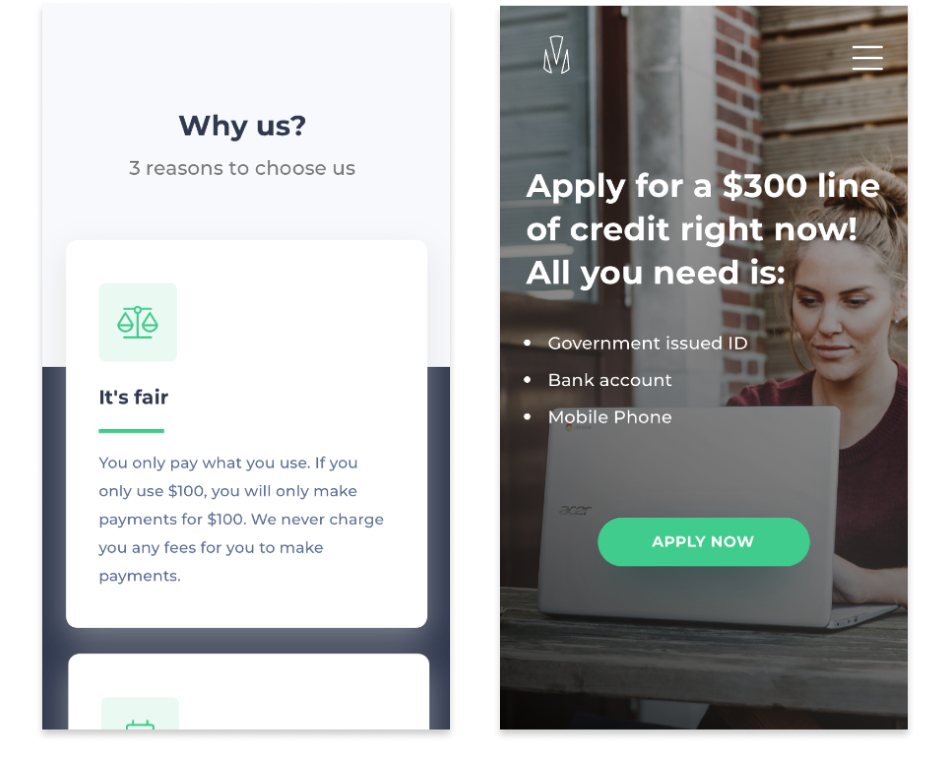 Why us?
3 reasons to choose us
It's fair
You only pay what you use. If you
only use $100, you will only make
payments for $100. We never charge
you any fees for you to make
payments.
Apply for a $300 line
of credit right now!
All you need is:
• Government issued ID
• Bank account
• Mobile Phone
acer
APPLY NOW